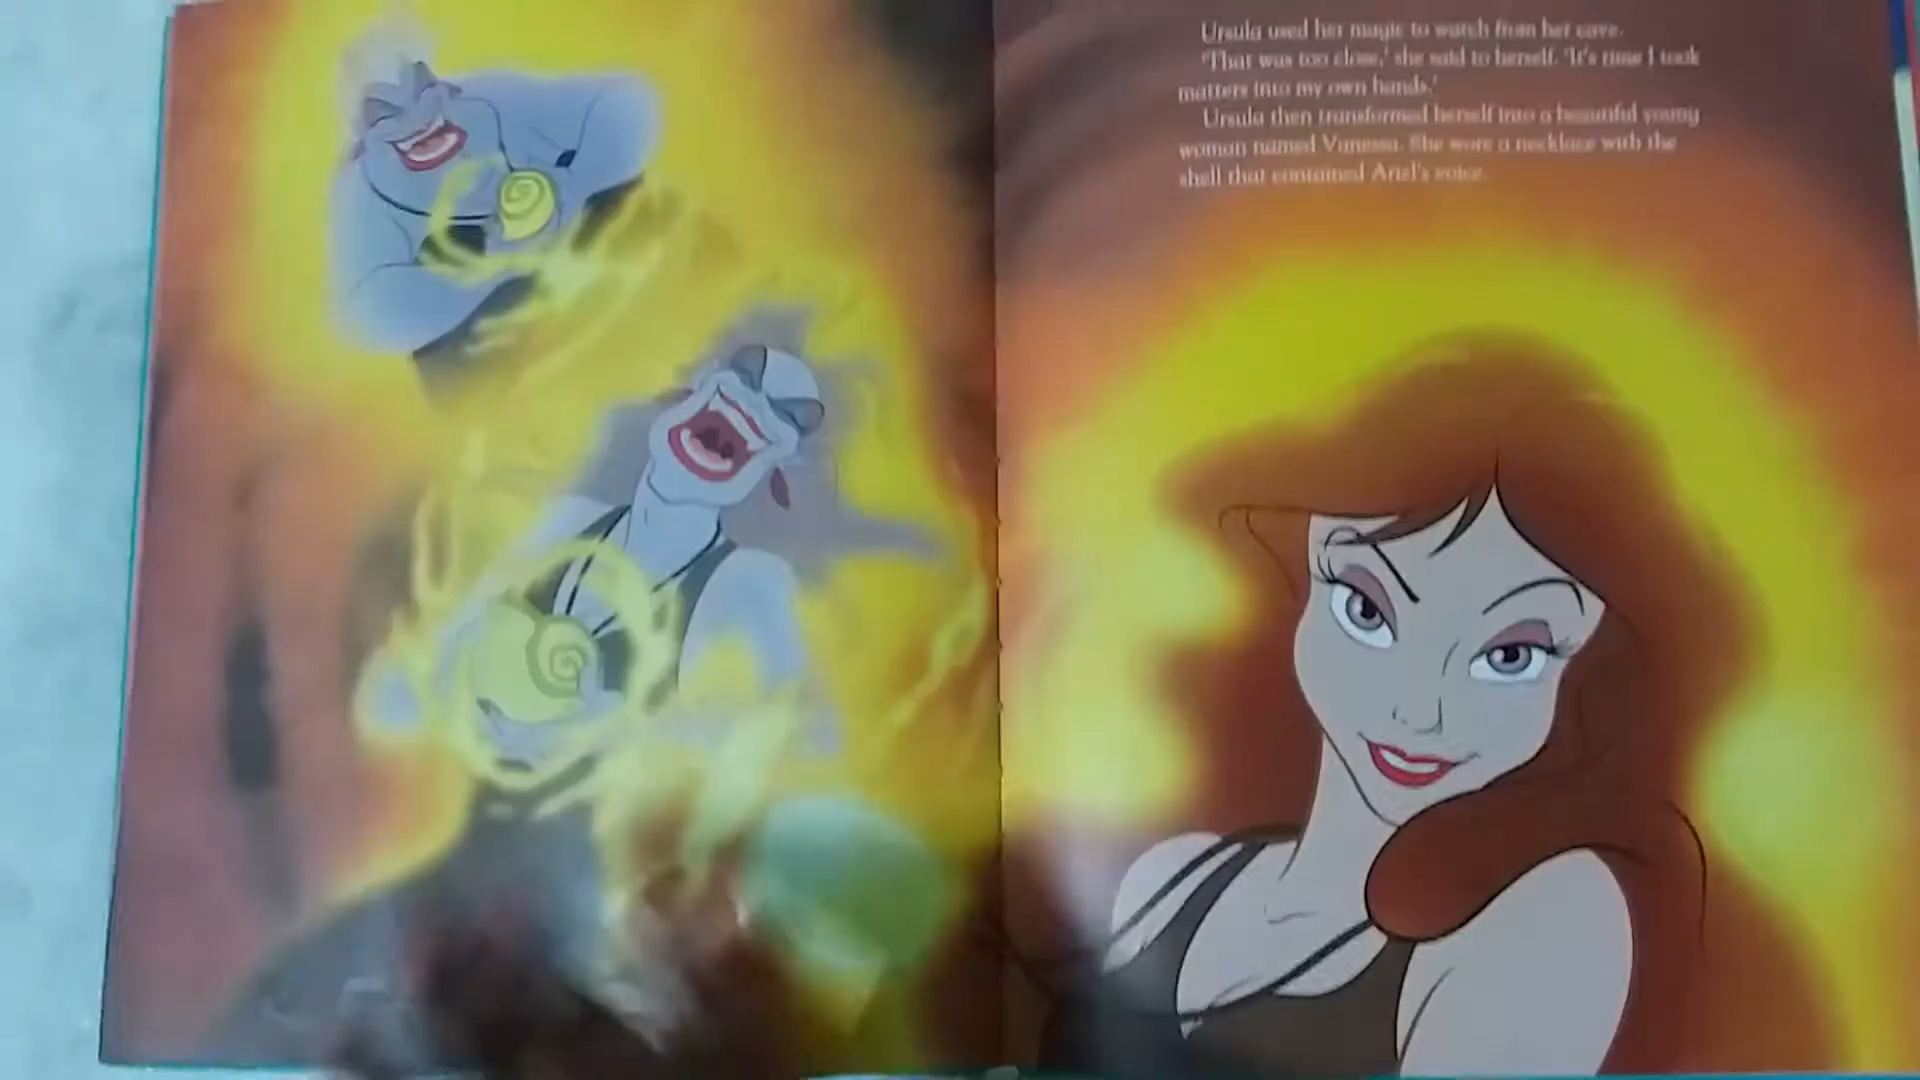 Ursula used her magic to watch from her cave.
'That was too close,' she said to herself. 'It's time I took
matters into my own hands.'
Ursula then transformed herself into a beautiful young
woman named Vanessa. She wore a necklace with the
shell that contained Ariel's voice.